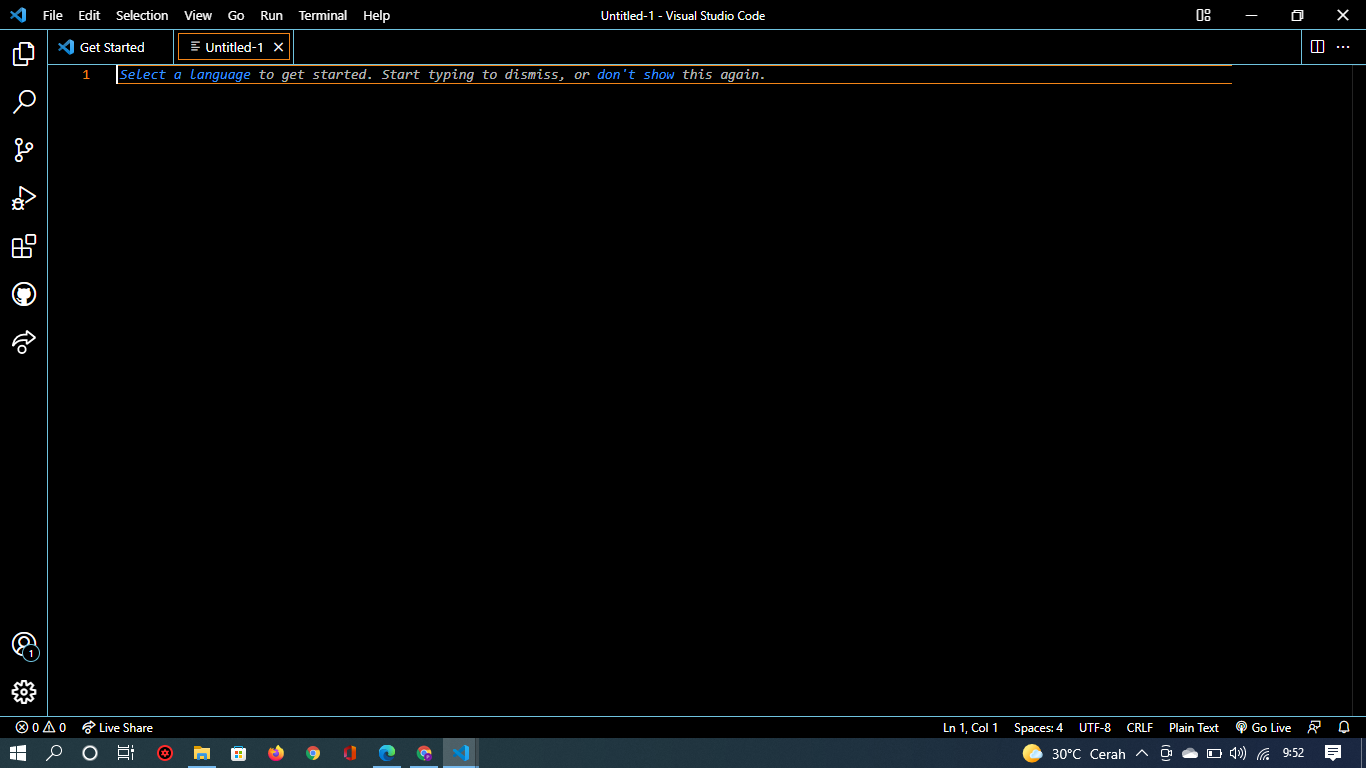 File Edit Selection View Go Run Terminal Help Untitled-1 - Visual Studio Code
Get Started Untitled-1
1 Select a language to get started. Start typing to dismiss, or don't show this again.
1
0 0 Live Share Ln 1, Col 1 Spaces: 4 UTF-8 CRLF Plain Text Go Live
30°C Cerah 9:52